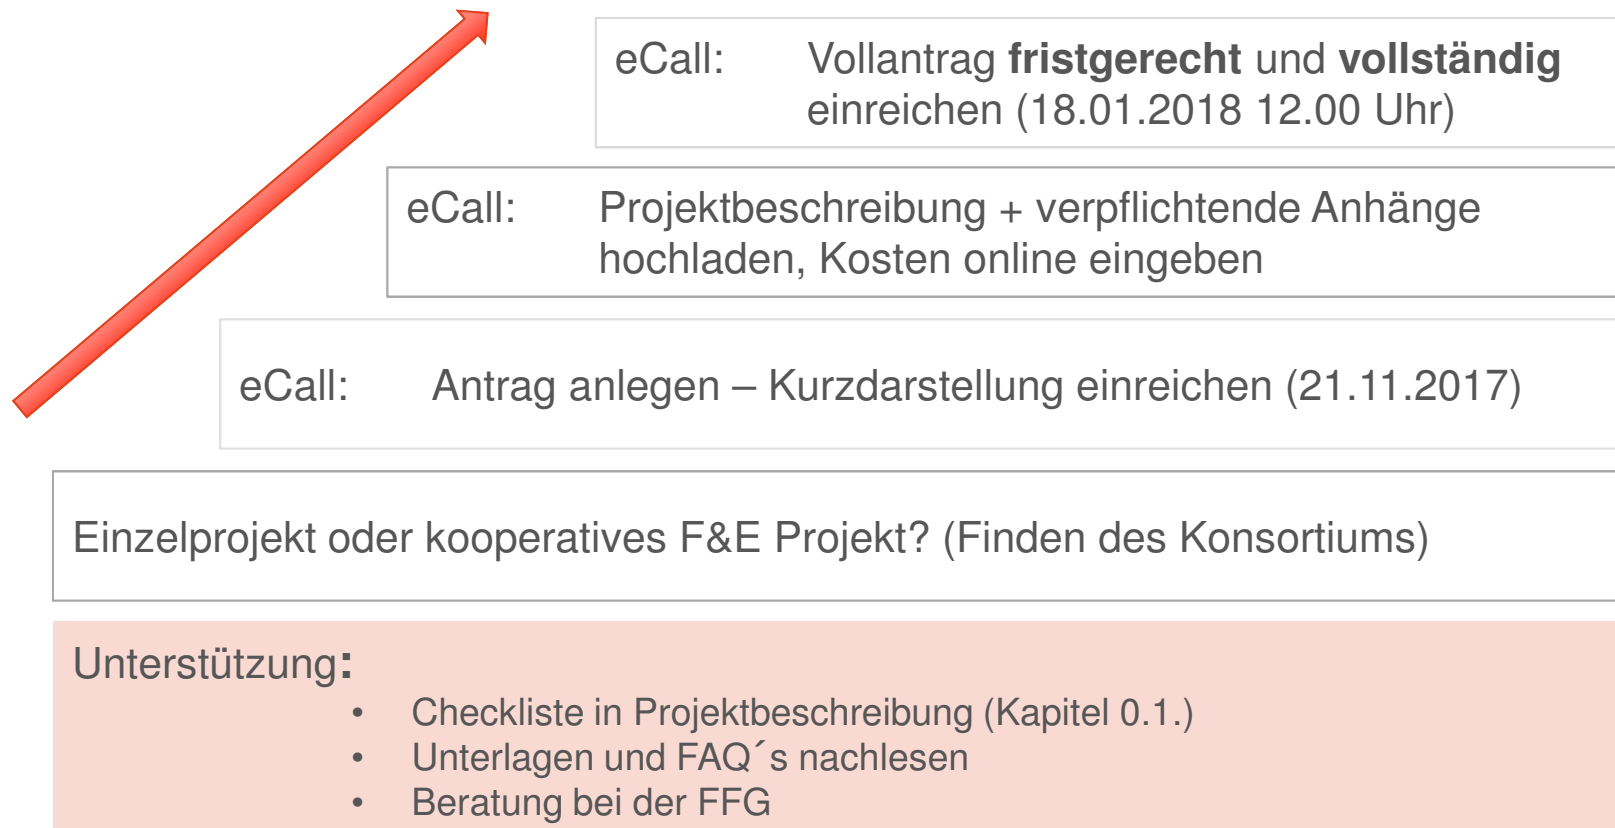 eCall: Vollantrag fristgerecht und vollständig
einreichen (18.01.2018 12.00 Uhr)
eCall: Projektbeschreibung + verpflichtende Anhänge
hochladen, Kosten online eingeben
eCall: Antrag anlegen – Kurzdarstellung einreichen (21.11.2017)
Einzelprojekt oder kooperatives F&E Projekt? (Finden des Konsortiums)
Unterstützung:
• Checkliste in Projektbeschreibung (Kapitel 0.1.)
• Unterlagen und FAQ´s nachlesen
• Beratung bei der FFG